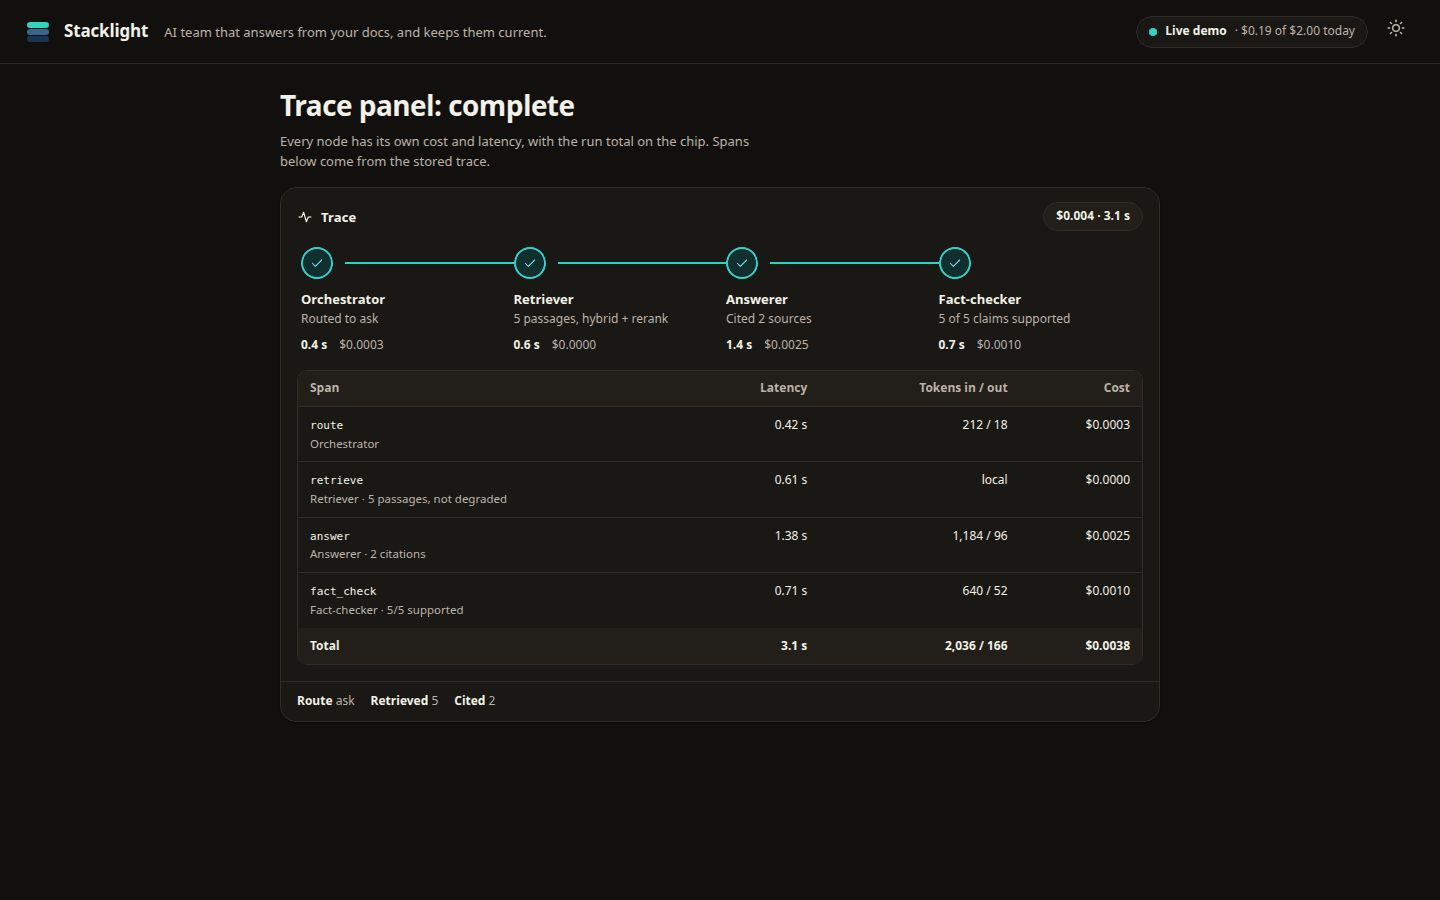 Stacklight AI team that answers from your docs, and keeps them current. Live demo · $0.19 of $2.00 today
Trace panel: complete
Every node has its own cost and latency, with the run total on the chip. Spans
below come from the stored trace.
Trace $0.004 · 3.1 s
Orchestrator Retriever Answerer Fact-checker
Routed to ask 5 passages, hybrid + rerank Cited 2 sources 5 of 5 claims supported
0.4 s $0.0003 0.6 s $0.0000 1.4 s $0.0025 0.7 s $0.0010
Span Latency Tokens in / out Cost
route 0.42 s 212 / 18 $0.0003
Orchestrator
retrieve 0.61 s local $0.0000
Retriever · 5 passages, not degraded
answer 1.38 s 1,184 / 96 $0.0025
Answerer · 2 citations
fact_check 0.71 s 640 / 52 $0.0010
Fact-checker · 5/5 supported
Total 3.1 s 2,036 / 166 $0.0038
Route ask Retrieved 5 Cited 2